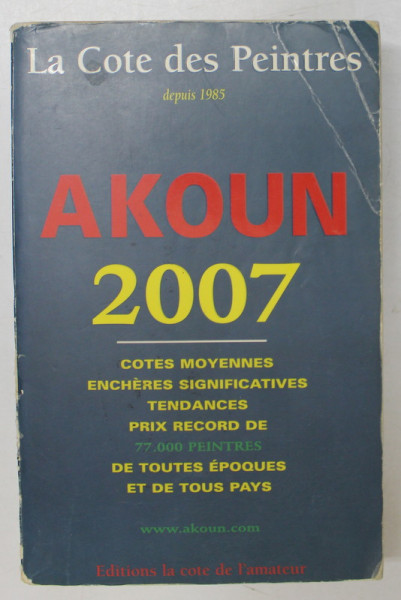 La Cote des Peintres
depuis 1985
AKOUN
2007
COTES MOYENNES
ENCHÈRES SIGNIFICATIVES
TENDANCES
PRIX RECORD DE
77.000 PEINTRES
DE TOUTES ÉPOQUES
ET DE TOUS PAYS
www.akoun.com
Editions la cote de l'amateur